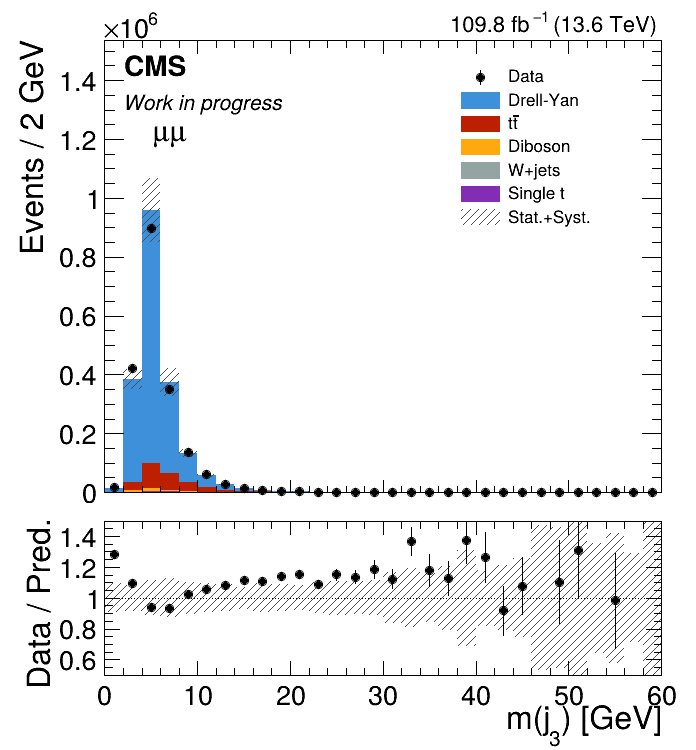 ×10⁶
109.8 fb⁻¹ (13.6 TeV)
CMS
Work in progress
μμ
Data
Drell-Yan
tt̄
Diboson
W+jets
Single t
Stat.+Syst.
Events / 2 GeV
1.4
1.2
1
0.8
0.6
0.4
0.2
0
Data / Pred.
1.4
1.2
1
0.8
0.6
0 10 20 30 40 50 60
m(j₃) [GeV]